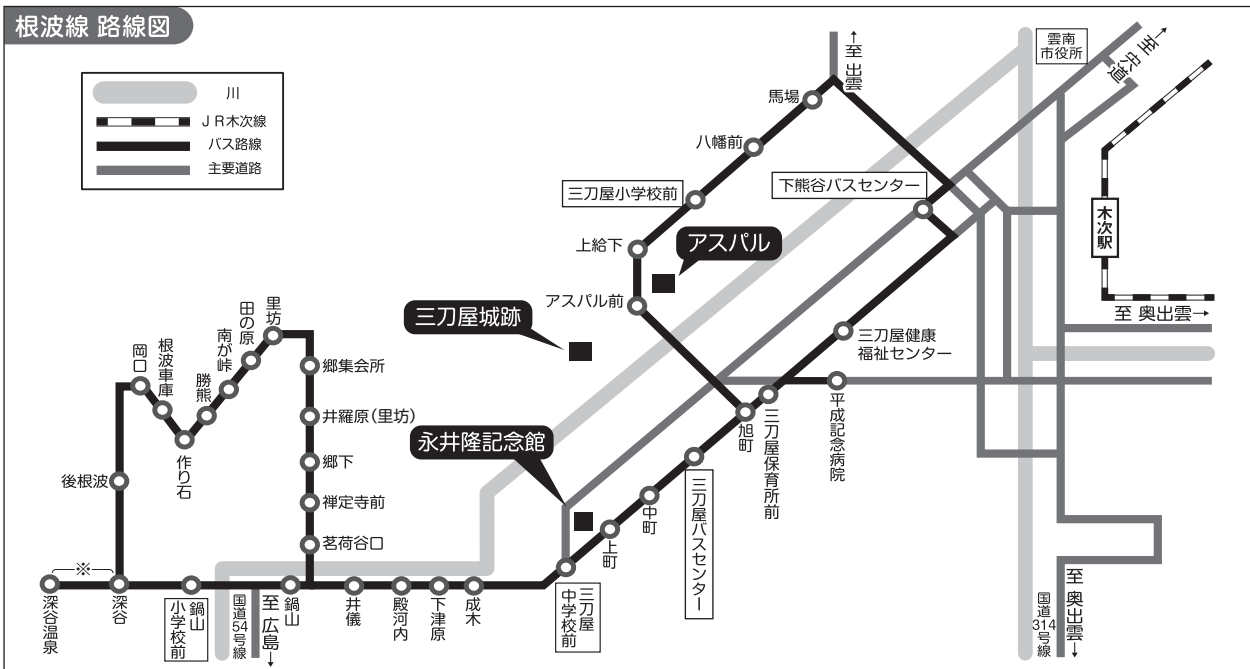 根波線 路線図
川
JR木次線
バス路線
主要道路
至 出雲
雲南
市役所
至 宍道
馬場
八幡前
三刀屋小学校前
下熊谷バスセンター
上給下
アスパル
アスパル前
三刀屋城跡
木次駅
至 奥出雲
三刀屋健康
福祉センター
平成記念病院
三刀屋保育所前
旭町
三刀屋バスセンター
中町
上町
永井隆記念館
三刀屋
中学校前
里坊
田の原
南が峠
勝熊
作り石
根波車庫
岡口
後根波
郷集会所
井羅原(里坊)
郷下
禅定寺前
茗荷谷口
※
深谷温泉
深谷
鍋山
小学校前
国道54号線
至 広島
鍋山
井儀
殿河内
下津原
成木
国道314号線
至 奥出雲